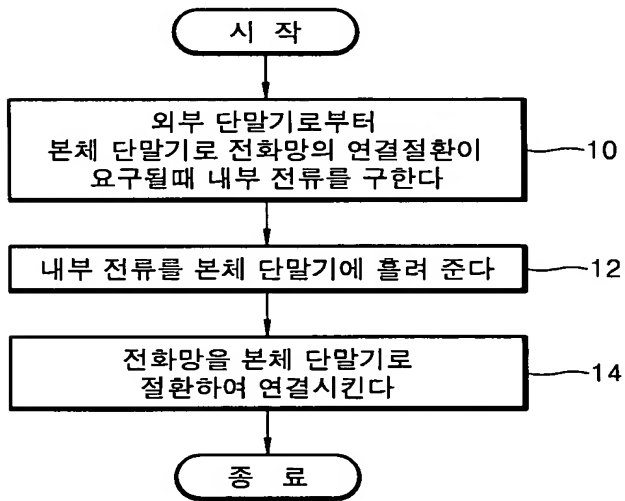 시 작
외부 단말기로부터
본체 단말기로 전화망의 연결절환이
요구될때 내부 전류를 구한다
10
내부 전류를 본체 단말기에 흘려 준다
12
전화망을 본체 단말기로
절환하여 연결시킨다
14
종 료